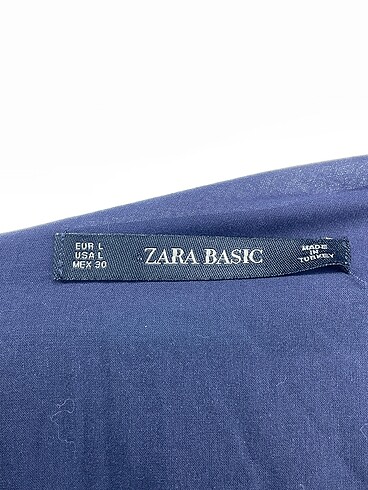 EUR L
USA L
MEX 30
ZARA BASIC
MADE
IN
TURKEY